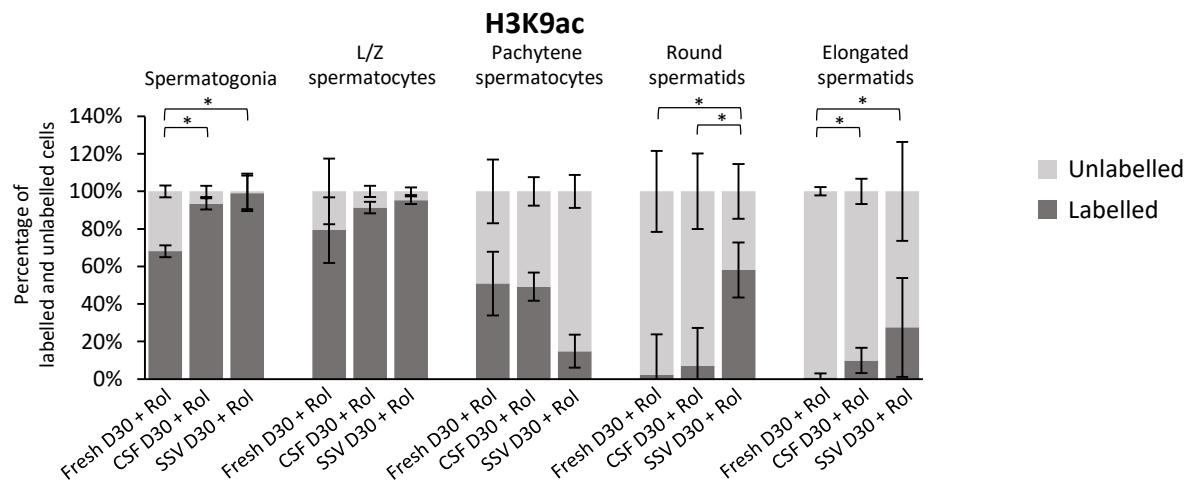 H3K9ac
Spermatogonia
L/Z
spermatocytes
Pachytene
spermatocytes
Round
spermatids
Elongated
spermatids
* * * * * *
Percentage of
labelled and unlabelled cells
140%
120%
100%
80%
60%
40%
20%
0%
Fresh D30 + Rol
CSF D30 + Rol
SSV D30 + Rol
Fresh D30 + Rol
CSF D30 + Rol
SSV D30 + Rol
Fresh D30 + Rol
CSF D30 + Rol
SSV D30 + Rol
Fresh D30 + Rol
CSF D30 + Rol
SSV D30 + Rol
Fresh D30 + Rol
CSF D30 + Rol
SSV D30 + Rol
Unlabelled
Labelled